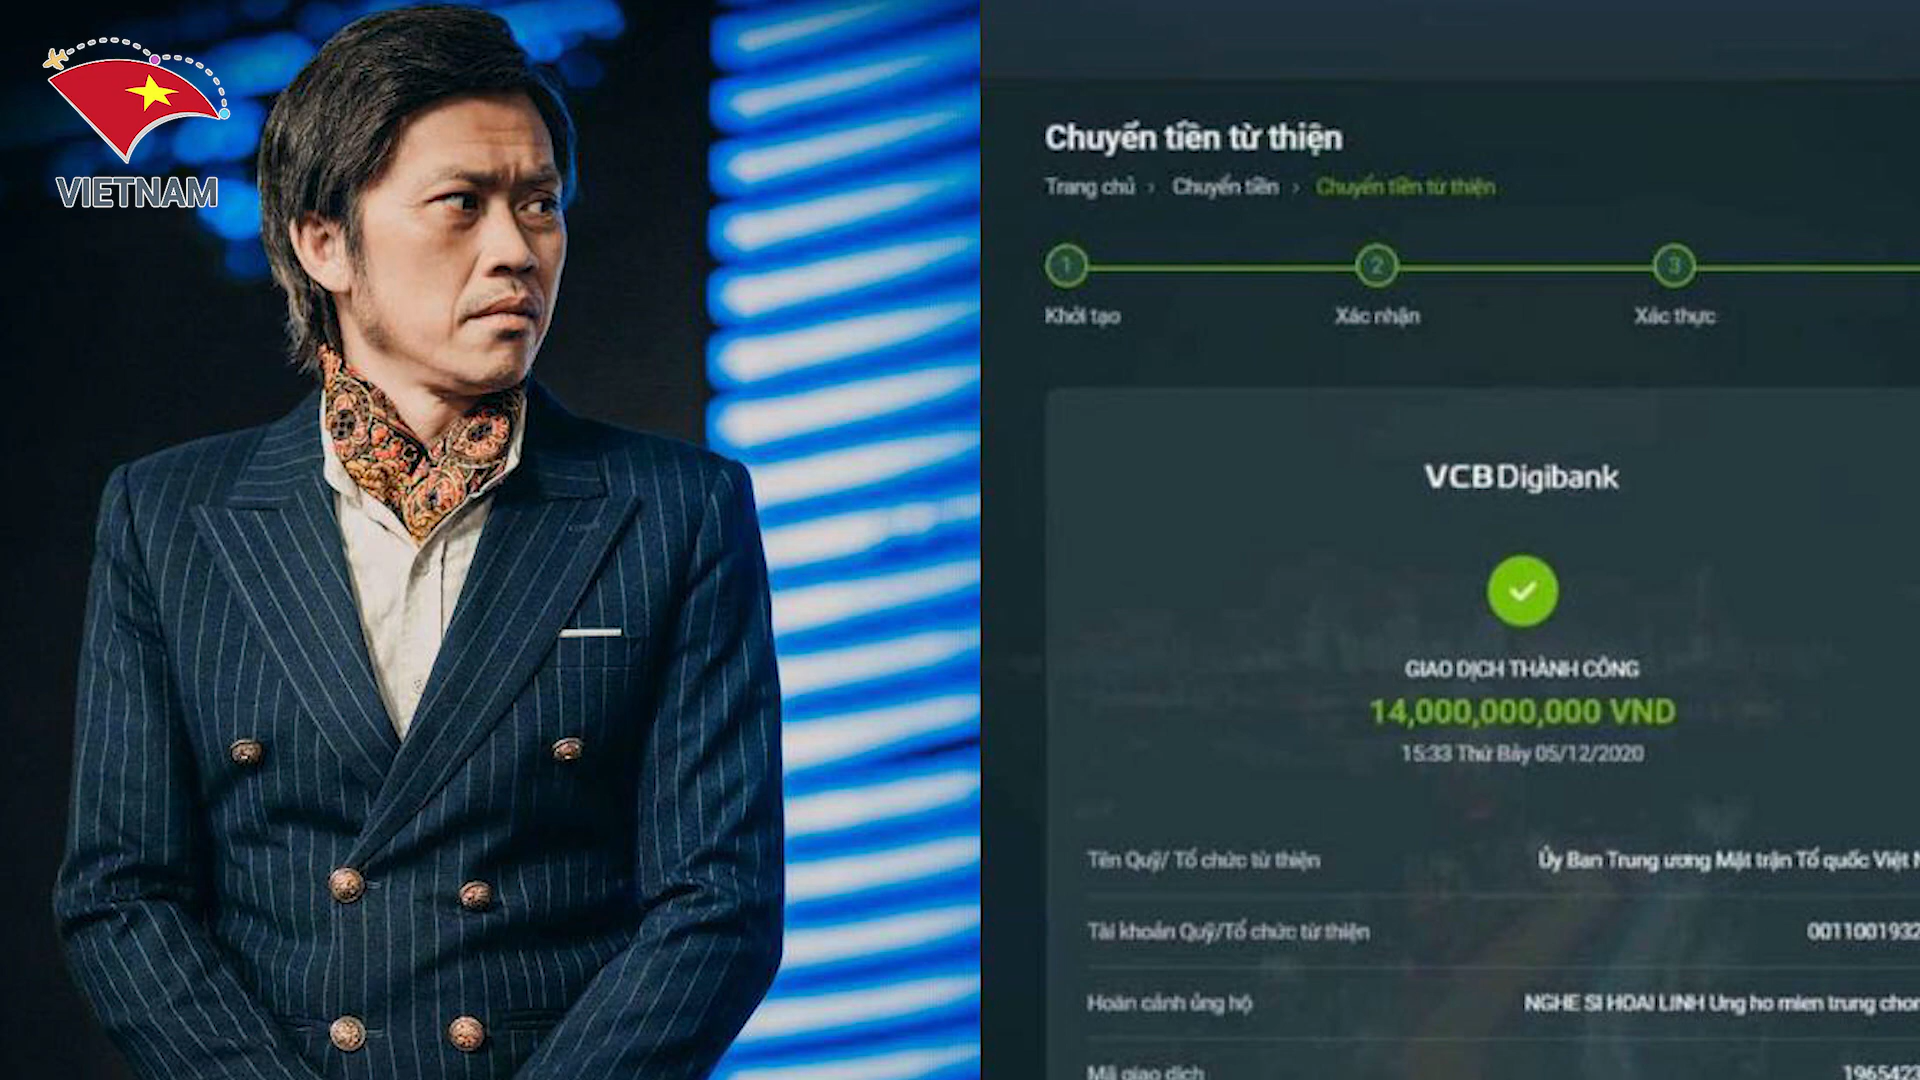 VIETNAM
Chuyển tiền từ thiện
Trang chủ › Chuyển tiền › Chuyển tiền từ thiện
1 2 3
Khởi tạo Xác nhận Xác thực
VCB Digibank
GIAO DỊCH THÀNH CÔNG
14,000,000,000 VND
15:33 Thứ Bảy 05/12/2020
Tên Quỹ/ Tổ chức từ thiện Ủy Ban Trung ương Mặt trận Tổ quốc Việt
Tài khoản Quỹ/Tổ chức từ thiện 0011001932
Hoàn cảnh ủng hộ NGHE SI HOAI LINH Ung ho mien trung chon
Mã giao dịch 1965423